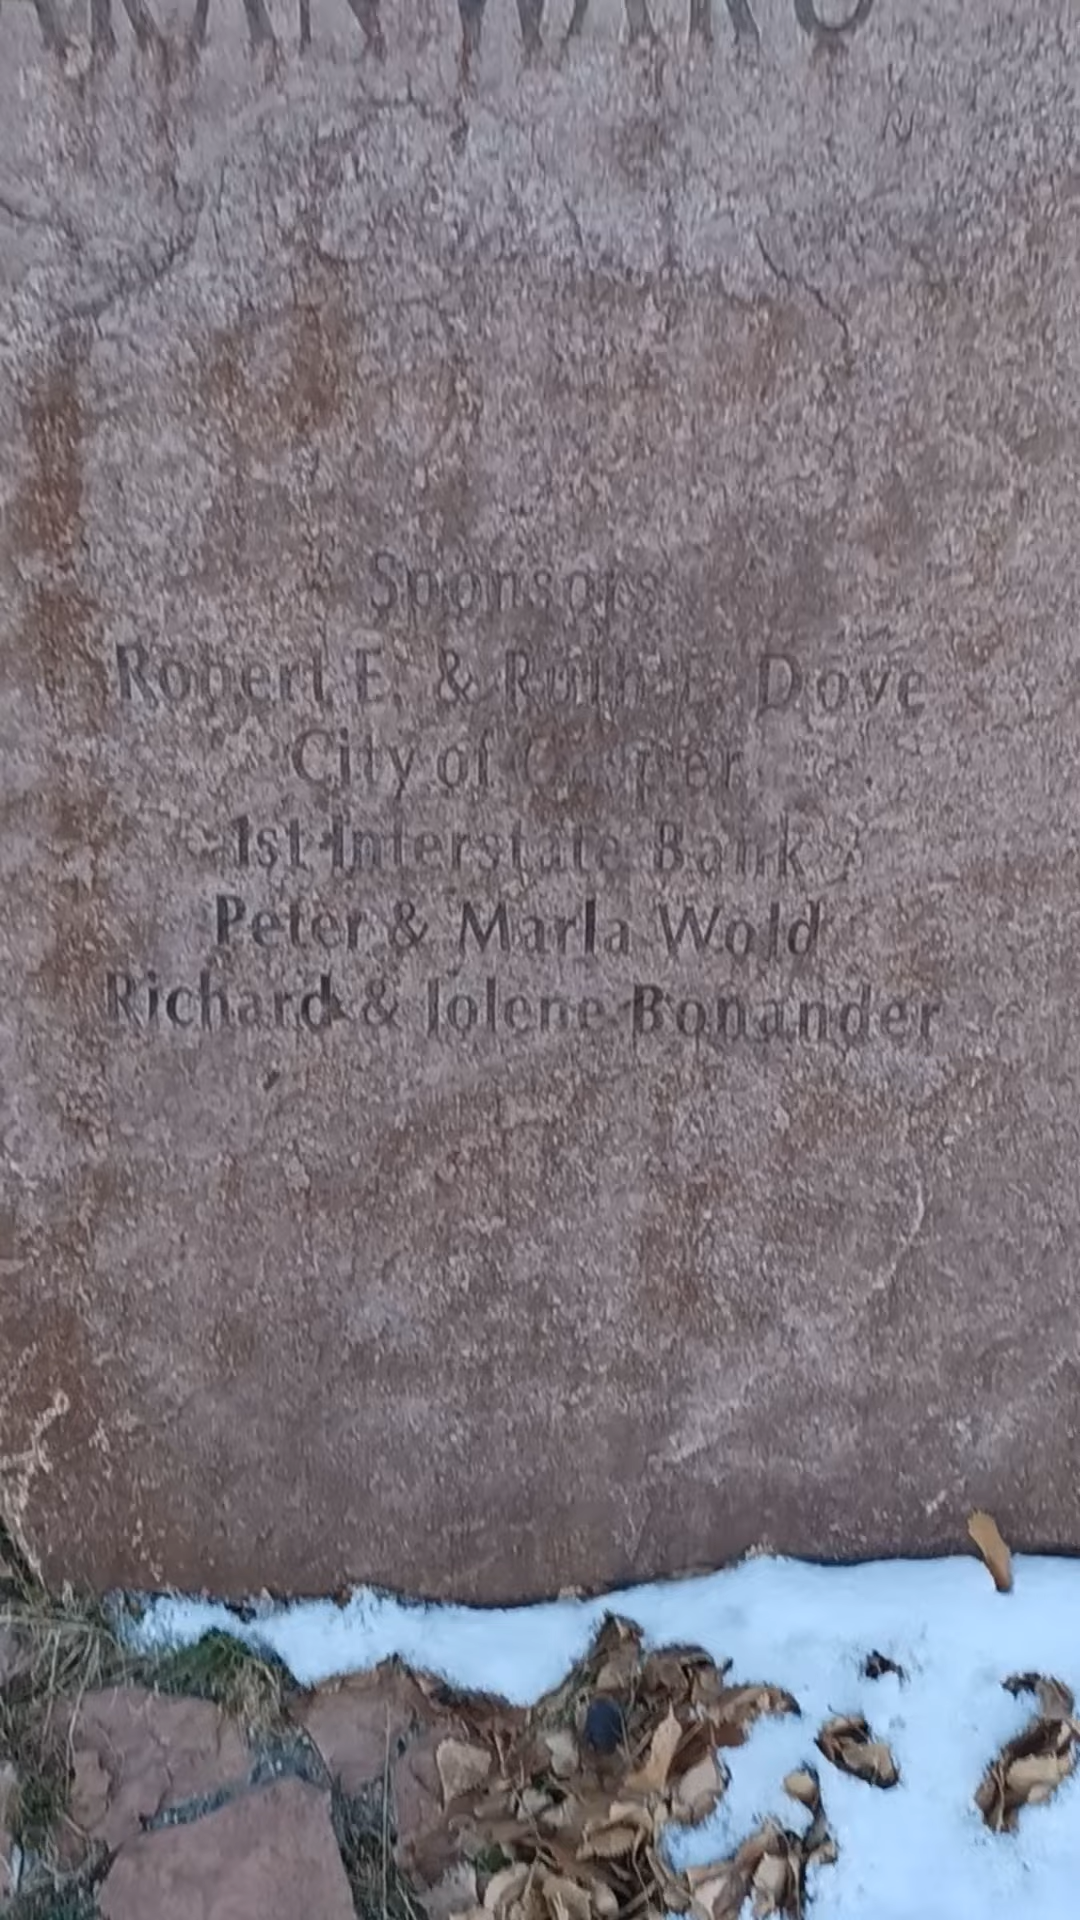 Sponsors
Robert E. & Ruth E. Dove
City of
1st Interstate Bank
Peter & Marla Wold
Richard & Jolene Bonander